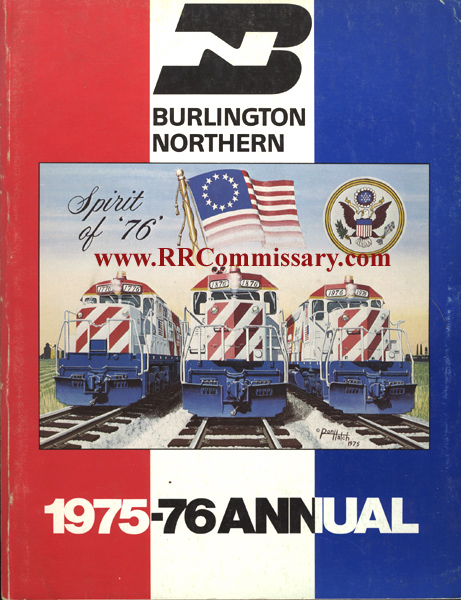 BURLINGTON
NORTHERN
Spirit
of '76'
www.RRCommissary.com
1776 1776
1876 1876
1976 1976
© Don Hatch
1975
1975-76 ANNUAL